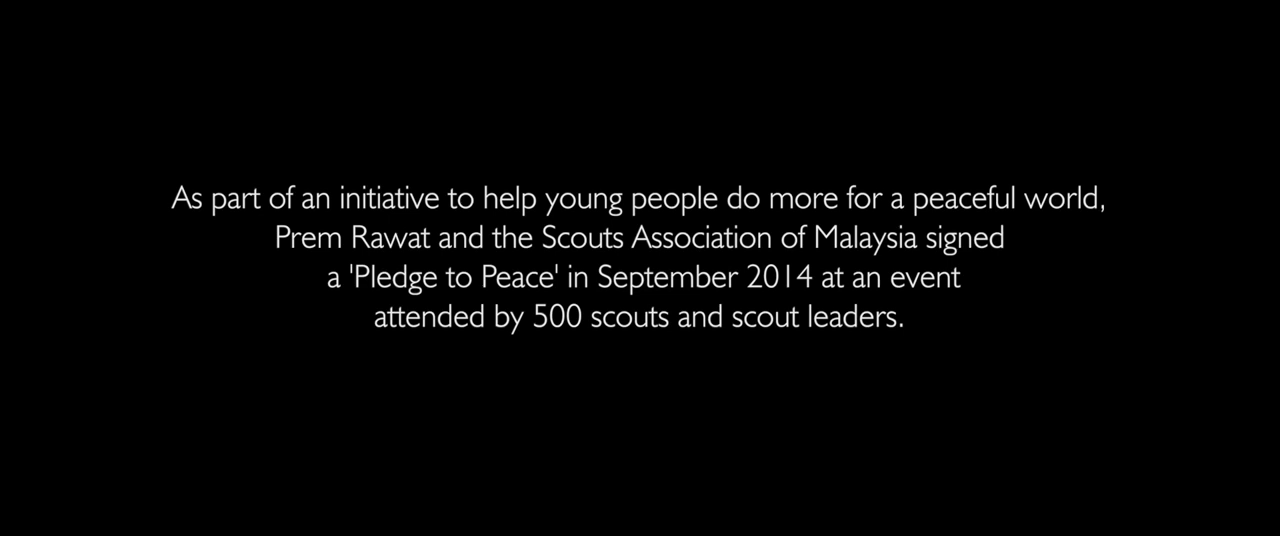 As part of an initiative to help young people do more for a peaceful world,
Prem Rawat and the Scouts Association of Malaysia signed
a 'Pledge to Peace' in September 2014 at an event
attended by 500 scouts and scout leaders.